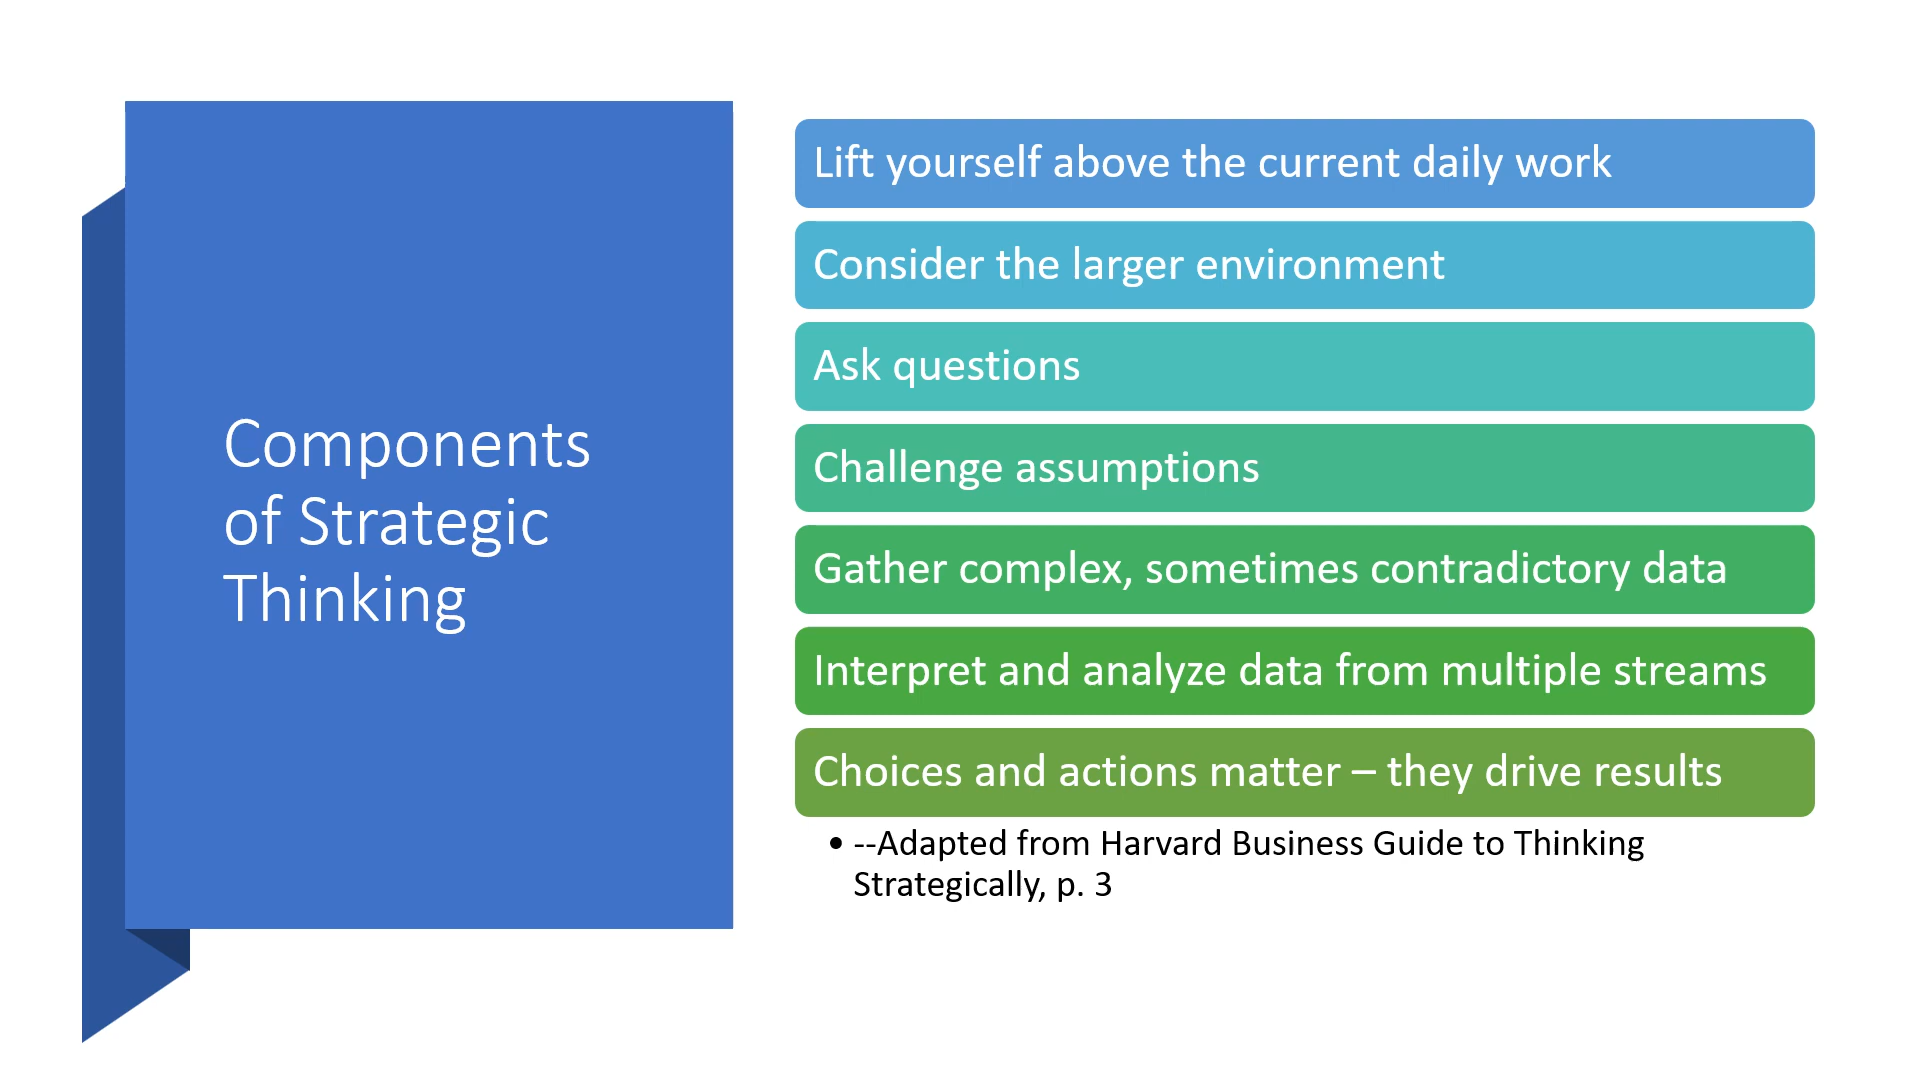 Components
of Strategic
Thinking
Lift yourself above the current daily work
Consider the larger environment
Ask questions
Challenge assumptions
Gather complex, sometimes contradictory data
Interpret and analyze data from multiple streams
Choices and actions matter – they drive results
• --Adapted from Harvard Business Guide to Thinking
Strategically, p. 3